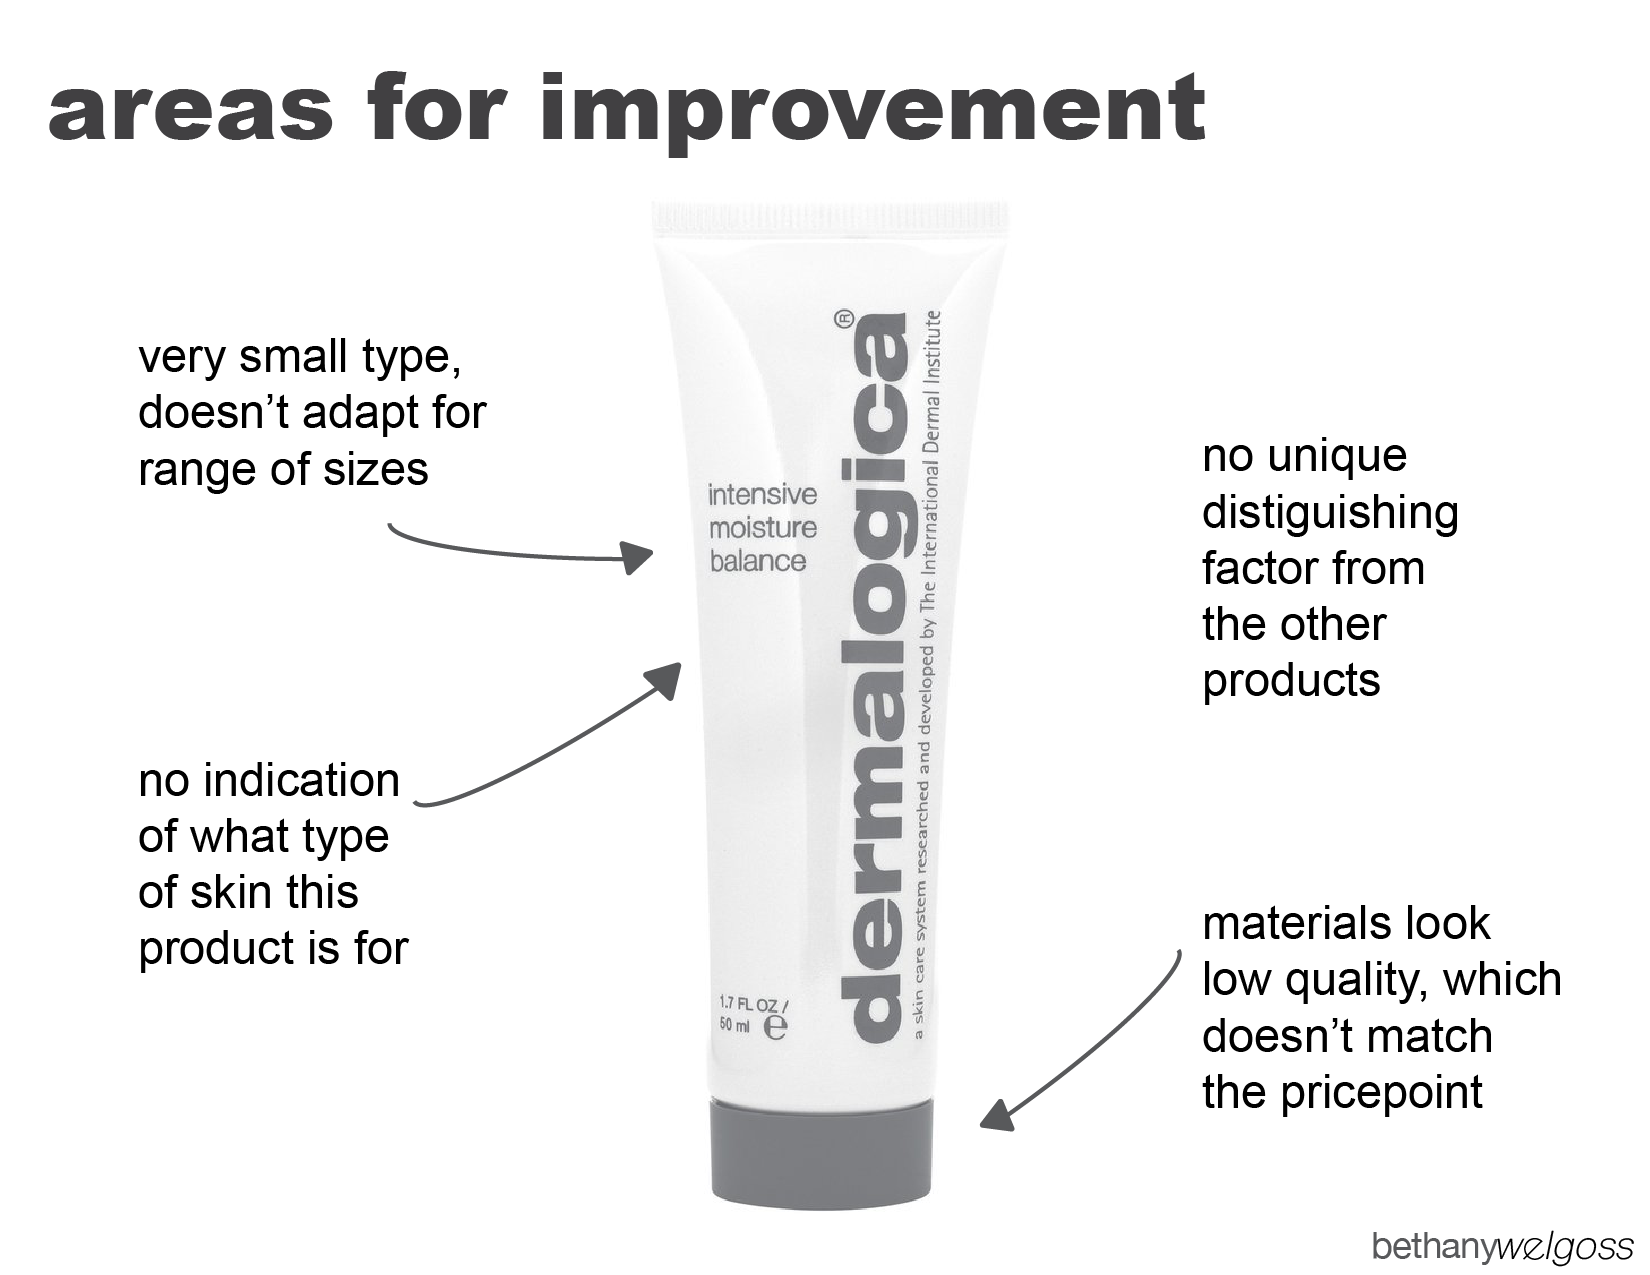 areas for improvement
very small type,
doesn’t adapt for
range of sizes
no indication
of what type
of skin this
product is for
intensive
moisture
balance
1.7 FL OZ /
50 ml ℮
dermalogica®
a skin care system researched and developed by The International Dermal Institute
no unique
distiguishing
factor from
the other
products
materials look
low quality, which
doesn’t match
the pricepoint
bethanywelgoss